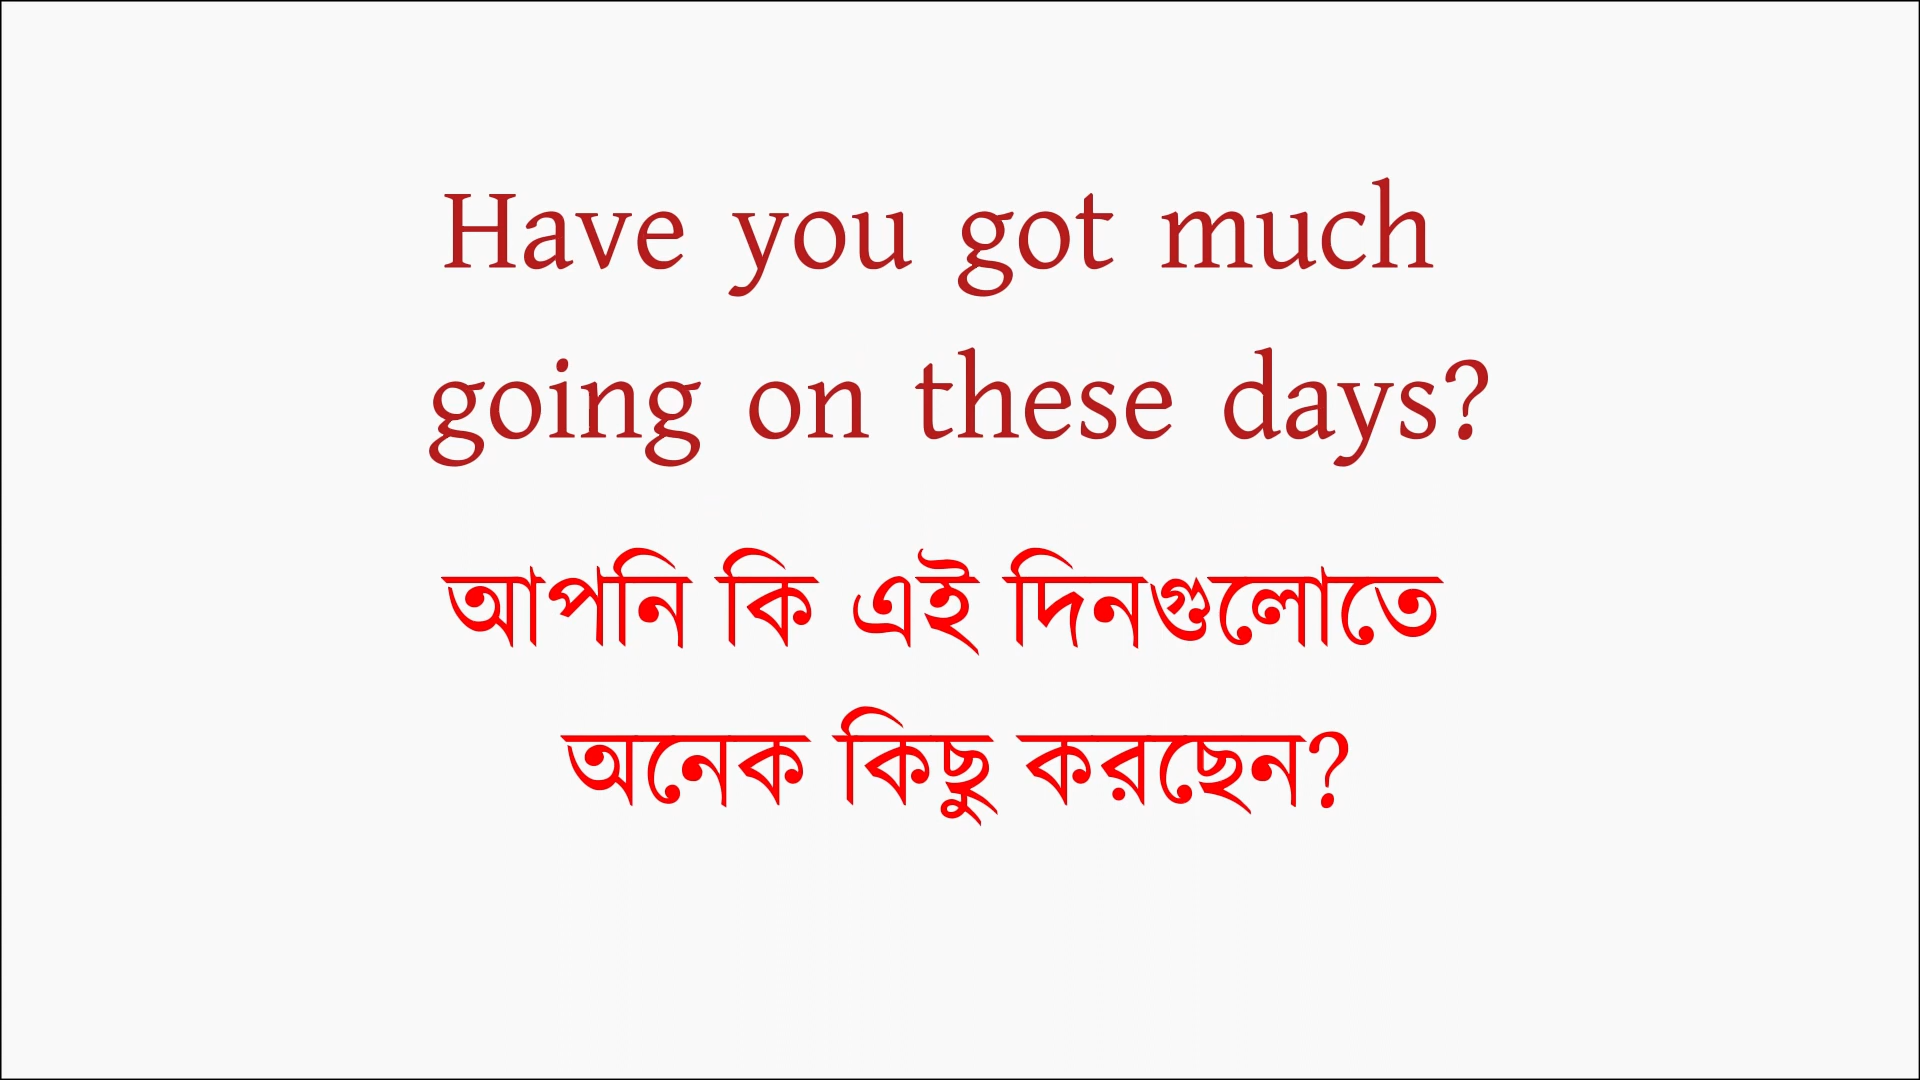 Have you got much
going on these days?
আপনি কি এই দিনগুলোতে
অনেক কিছু করছেন?